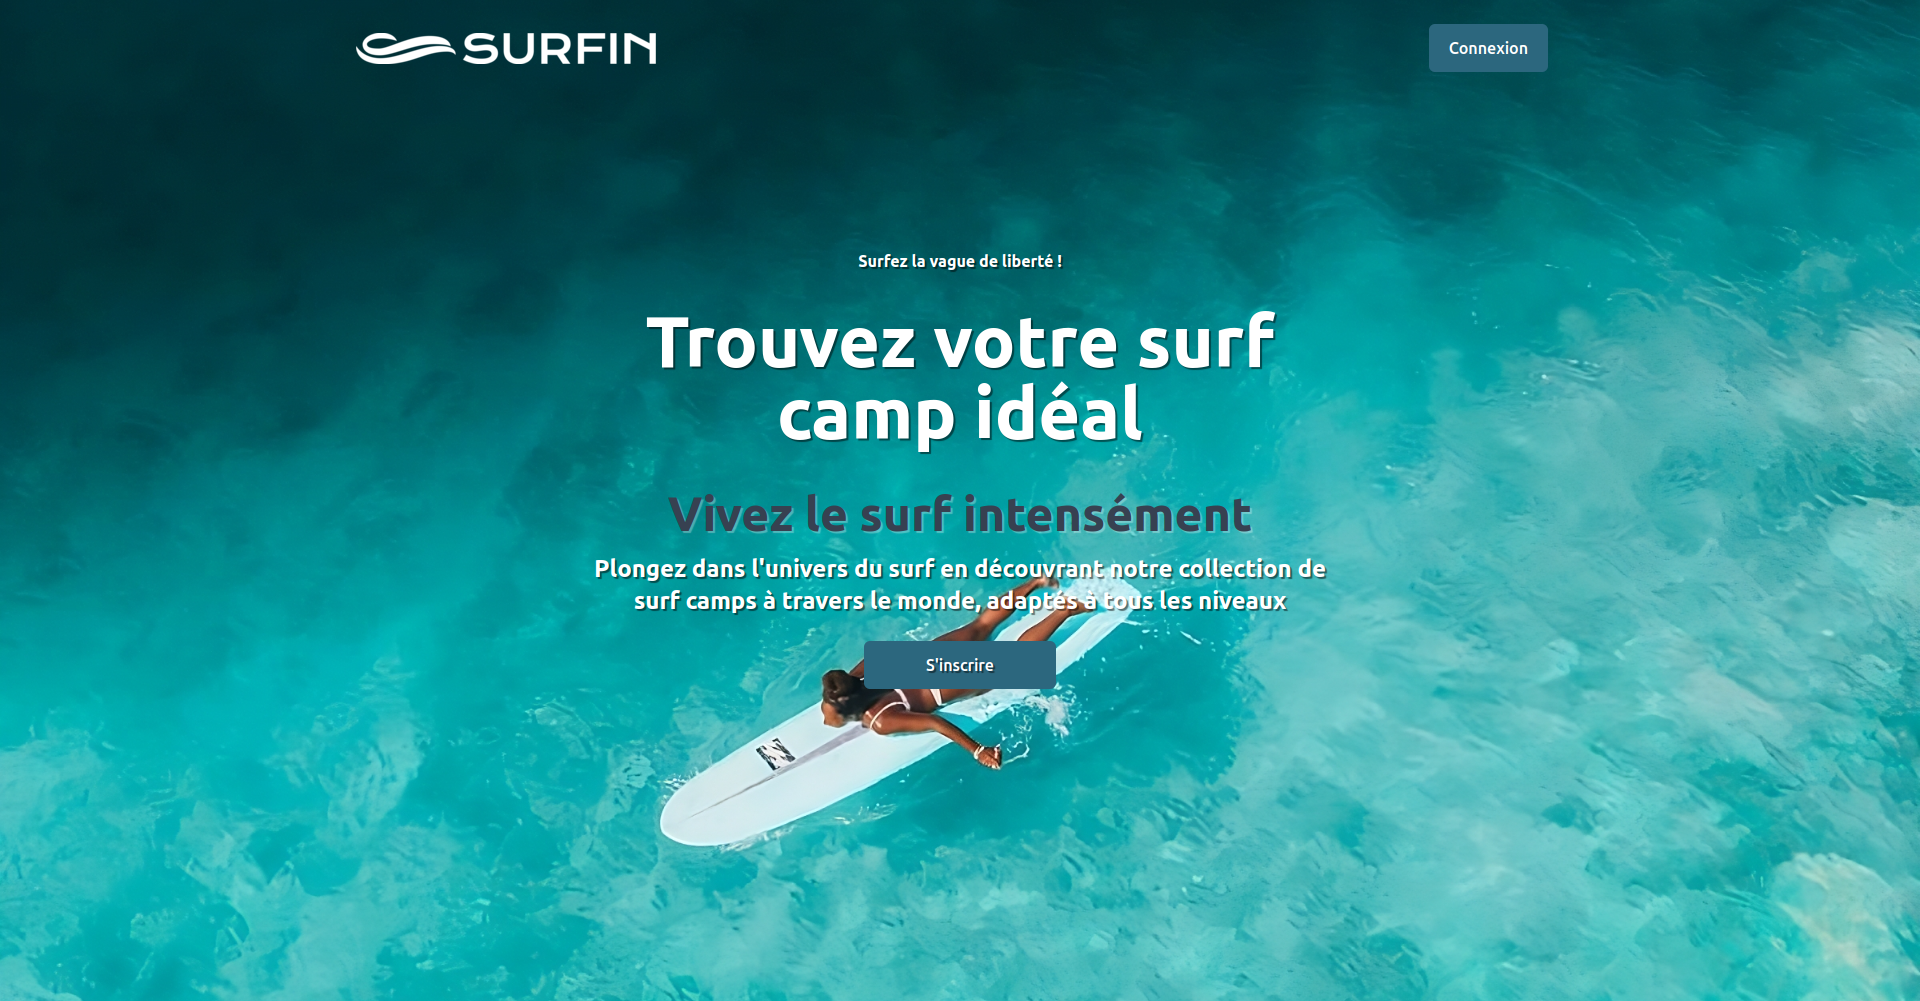 SURFIN
Connexion
Surfez la vague de liberté !
Trouvez votre surf
camp idéal
Vivez le surf intensément
Plongez dans l'univers du surf en découvrant notre collection de
surf camps à travers le monde, adaptés à tous les niveaux
S'inscrire